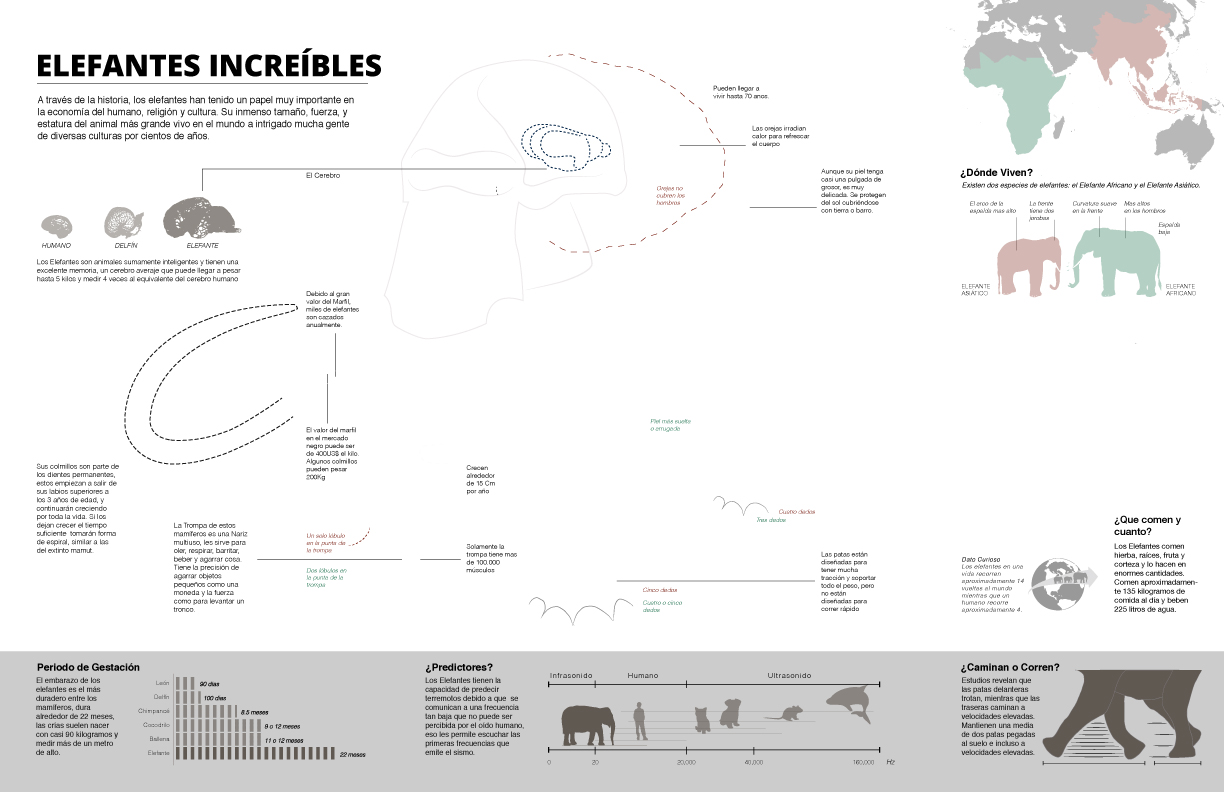 ELEFANTES INCREÍBLES
A través de la historia, los elefantes han tenido un papel muy importante en
la economía del humano, religión y cultura. Su inmenso tamaño, fuerza, y
estatura del animal más grande vivo en el mundo a intrigado mucha gente
de diversas culturas por cientos de años.
El Cerebro
HUMANO
DELFÍN
ELEFANTE
Los Elefantes son animales sumamente inteligentes y tienen una
excelente memoria, un cerebro averaje que puede llegar a pesar
hasta 5 kilos y medir 4 veces al equivalente del cerebro humano
Pueden llegar a
vivir hasta 70 anos.
Las orejas irradian
calor para refrescar
el cuerpo
Aunque su piel tenga
casi una pulgada de
grosor, es muy
delicada. Se protegen
del sol cubriéndose
con tierra o barro.
Orejas no
cubren los
hombros
¿Dónde Viven?
Existen dos especies de elefantes: el Elefante Africano y el Elefante Asiático.
El arco de la
espalda mas alto
La frente
tiene dos
jorobas
Curvatura suave
en la frente
Mas altos
en los hombros
Espalda
baja
ELEFANTE
ASIÁTICO
ELEFANTE
AFRICANO
Debido al gran
valor del Marfil,
miles de elefantes
son cazados
anualmente.
El valor del marfil
en el mercado
negro puede ser
de 400US$ el kilo.
Algunos colmillos
pueden pesar
200Kg
Sus colmillos son parte de
los dientes permanentes,
estos empiezan a salir de
sus labios superiores a
los 3 años de edad, y
continuarán creciendo
por toda la vida. Si los
dejan crecer el tiempo
suficiente tomarán forma
de espiral, similar a las
del extinto mamut.
La Trompa de estos
mamíferos es una Nariz
multiuso, les sirve para
oler, respirar, barritar,
beber y agarrar cosa.
Tiene la precisión de
agarrar objetos
pequeños como una
moneda y la fuerza
como para levantar un
tronco.
Un solo lóbulo
en la punta de
la trompa
Dos lóbulos en
la punta de la
trompa
Crecen
alrededor
de 15 Cm
por año
Solamente la
trompa tiene mas
de 100.000
músculos
Piel más suelta
o arrugada
Cuatro dedos
Tres dedos
Cinco dedos
Cuatro o cinco
dedos
Las patas están
diseñadas para
tener mucha
tracción y soportar
todo el peso, pero
no están
diseñadas para
correr rápido
Dato Curioso
Los elefantes en una
vida recorren
aproximadamente 14
vueltas al mundo
mientrás que un
humano recorre
aproximadamente 4.
¿Que comen y
cuanto?
Los Elefantes comen
hierba, raíces, fruta y
corteza y lo hacen en
enormes cantidades.
Comen aproximadamen-
te 135 kilogramos de
comida al día y beben
225 litros de agua.
Periodo de Gestación
El embarazo de los
elefantes es el más
duradero entre los
mamíferos, dura
alrededor de 22 meses,
las crias suelen nacer
con casi 90 kilogramos y
medir más de un metro
de alto.
León
90 días
Delfín
100 dias
Chimpancé
8.5 meses
Cocodrilo
9 o 12 meses
Ballena
11 o 12 meses
Elefante
22 meses
¿Predictores?
Los Elefantes tienen la
capacidad de predecir
terremotos debido a que se
comunican a una frecuencia
tan baja que no puede ser
percibida por el oído humano,
eso les permite escuchar las
primeras frecuencias que
emite el sismo.
Infrasonido
Humano
Ultrasonido
0
20
20,000
40,000
160,000
Hz
¿Caminan o Corren?
Estudios revelan que
las patas delanteras
trotan, mientras que las
traseras caminan a
velocidades elevadas.
Mantienen una media
de dos patas pegadas
al suelo e incluso a
velocidades elevadas.